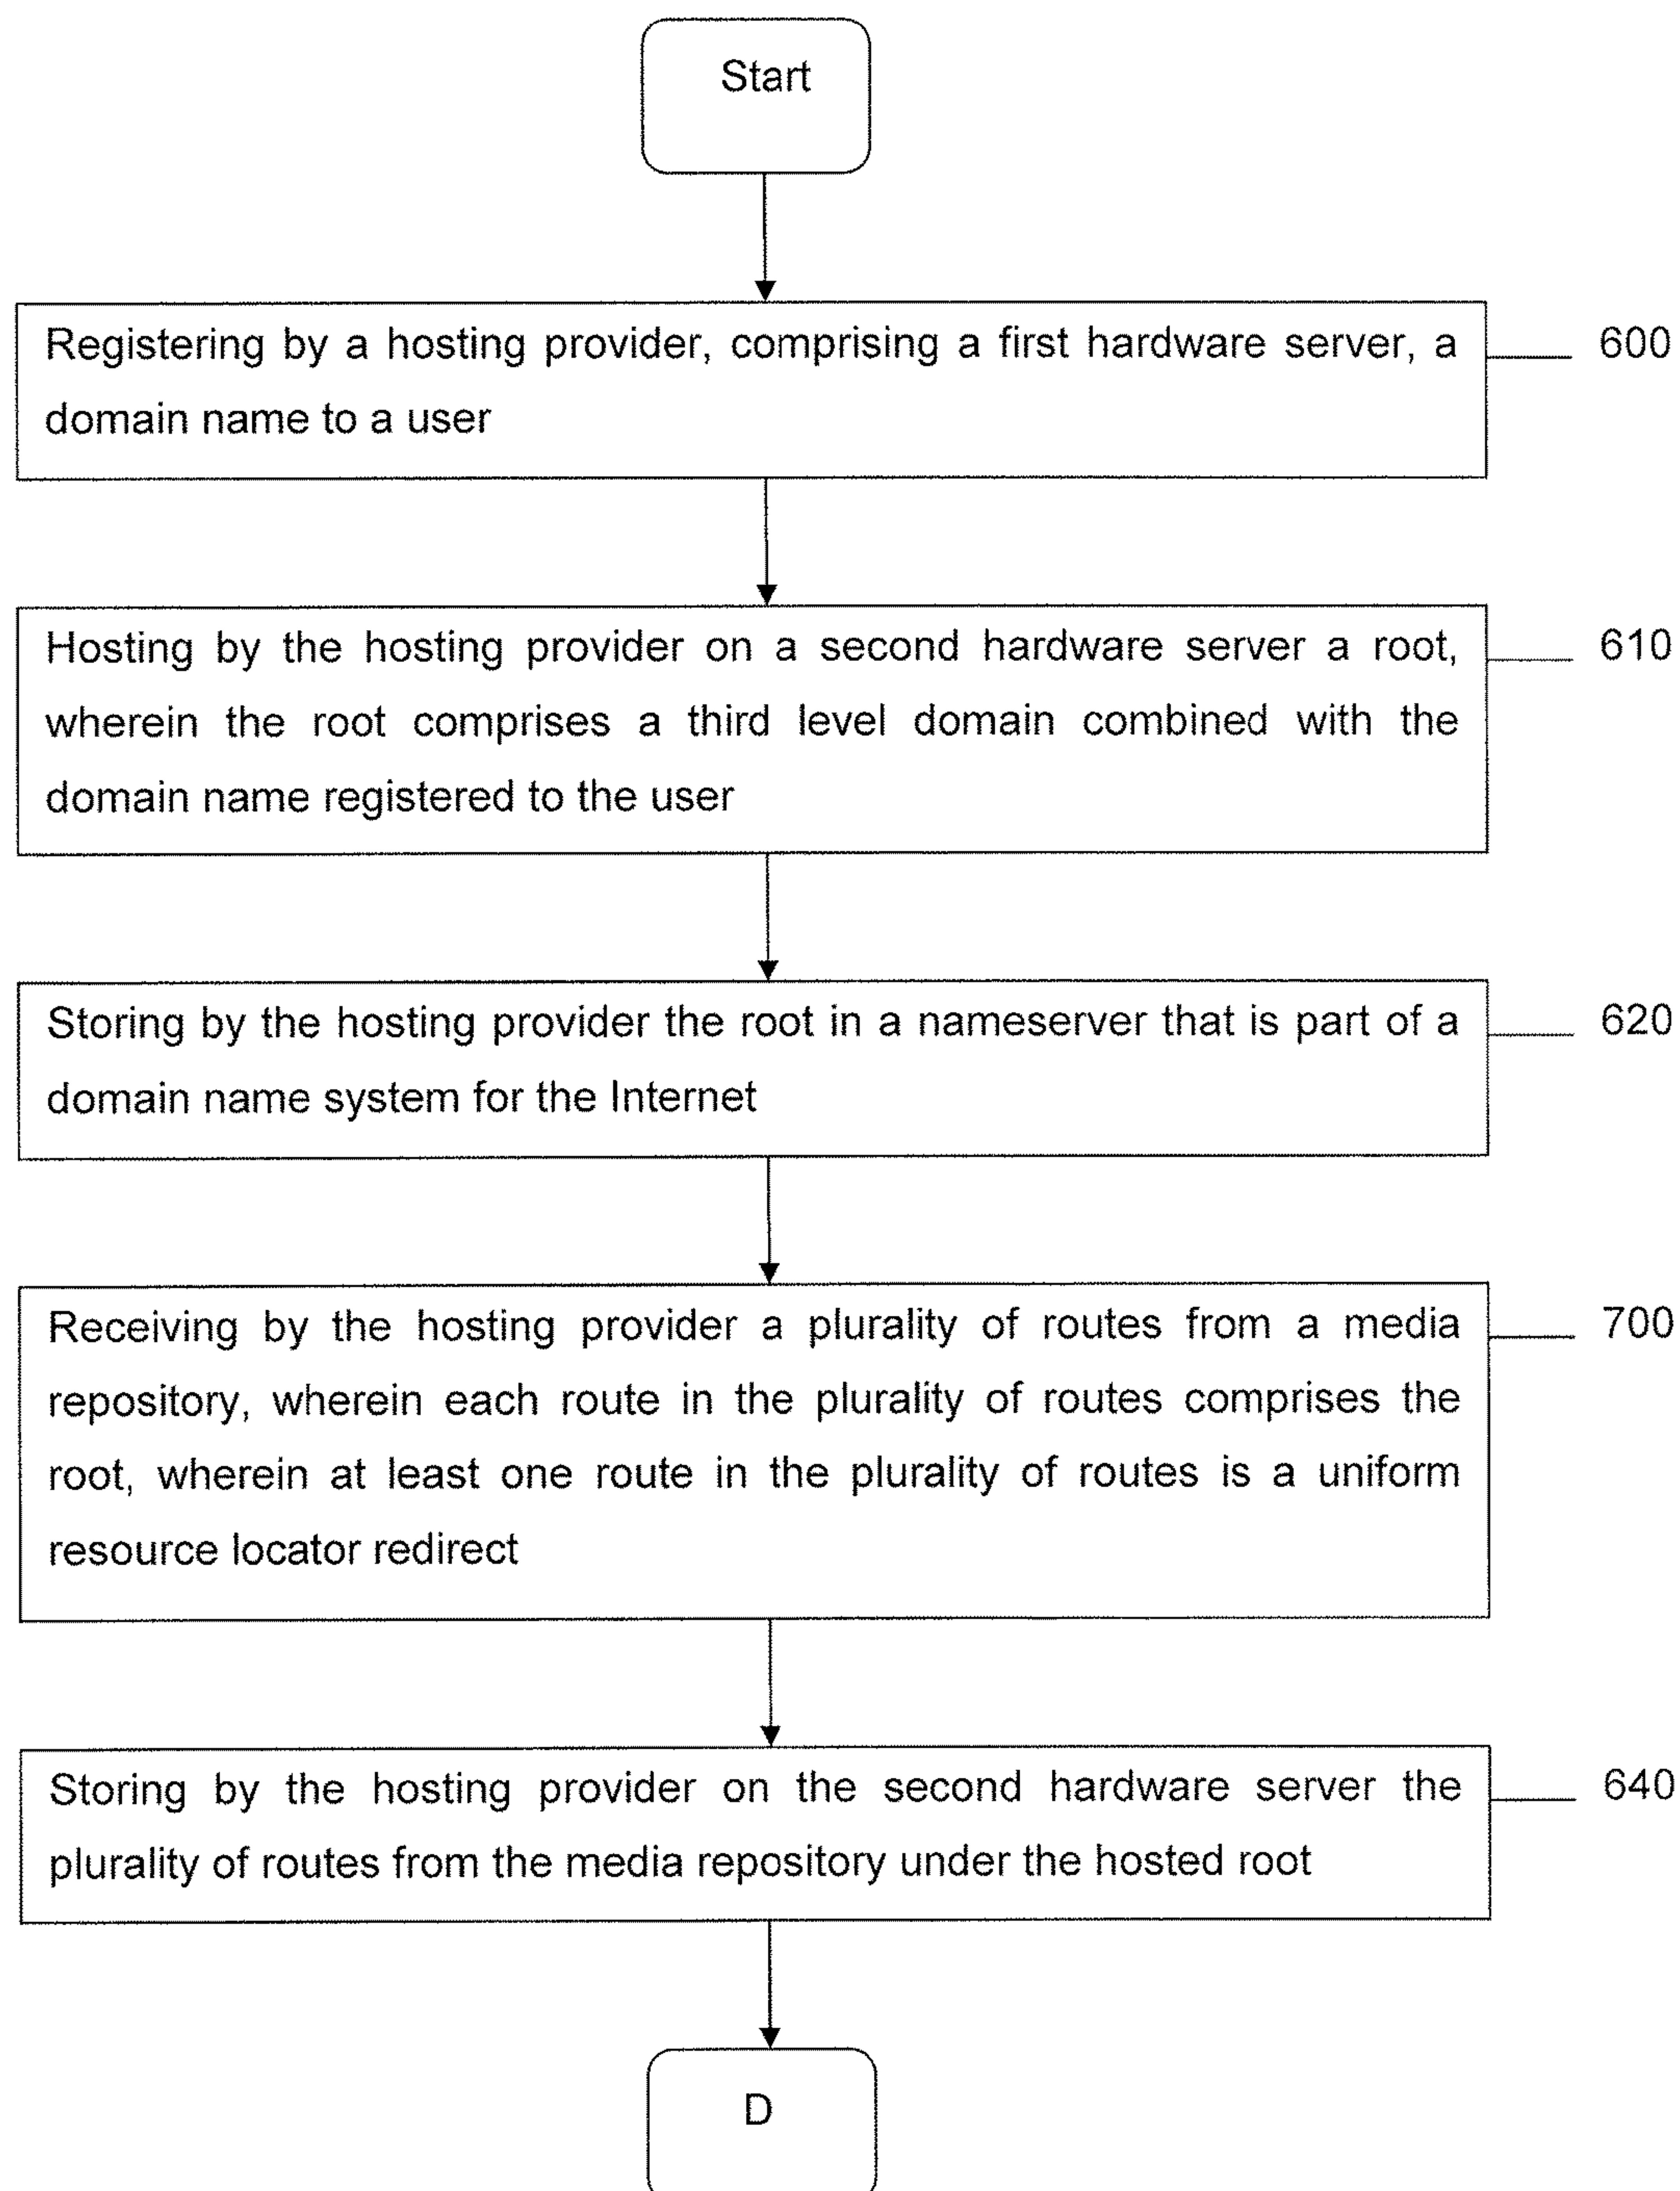 Start
Registering by a hosting provider, comprising a first hardware server, a
domain name to a user
600
Hosting by the hosting provider on a second hardware server a root,
wherein the root comprises a third level domain combined with the
domain name registered to the user
610
Storing by the hosting provider the root in a nameserver that is part of a
domain name system for the Internet
620
Receiving by the hosting provider a plurality of routes from a media
repository, wherein each route in the plurality of routes comprises the
root, wherein at least one route in the plurality of routes is a uniform
resource locator redirect
700
Storing by the hosting provider on the second hardware server the
plurality of routes from the media repository under the hosted root
640
D